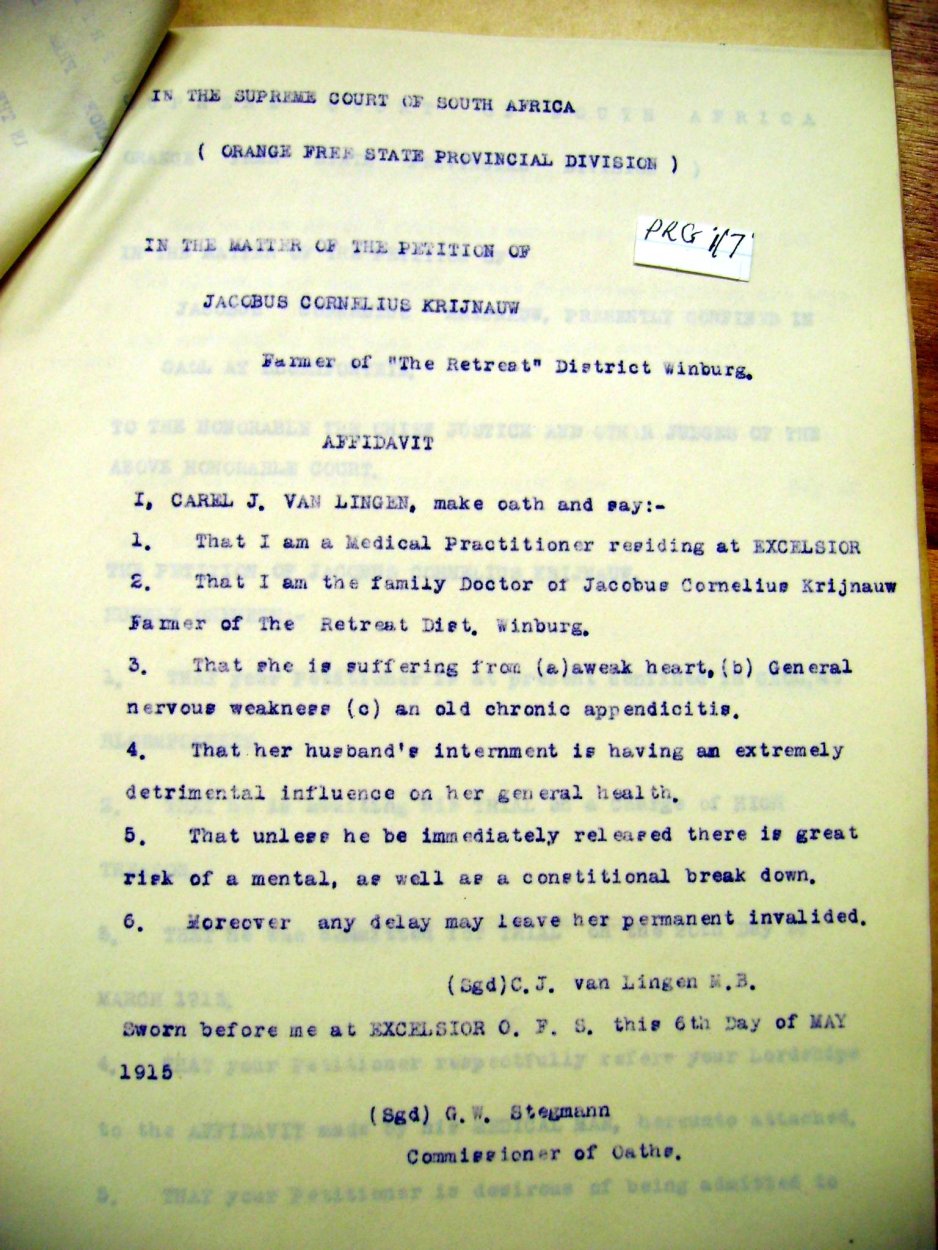 IN THE SUPREME COURT OF SOUTH AFRICA
( ORANGE FREE STATE PROVINCIAL DIVISION )
PRG 1/7
IN THE MATTER OF THE PETITION OF
JACOBUS CORNELIUS KRIJNAUW
Farmer of "The Retreat" District Winburg.
AFFIDAVIT
I, CAREL J. VAN LINGEN, make oath and say:-
1. That I am a Medical Practitioner residing at EXCELSIOR
2. That I am the family Doctor of Jacobus Cornelius Krijnauw
Farmer of The Retreat Dist. Winburg.
3. That she is suffering from (a)aweak heart,(b) General
nervous weakness (c) an old chronic appendicitis.
4. That her husband's internment is having an extremely
detrimental influence on her general health.
5. That unless he be immediately released there is great
risk of a mental, as well as a constitional break down.
6. Moreover any delay may leave her permanent invalided.
(Sgd)C.J. van Lingen M.B.
Sworn before me at EXCELSIOR O. F. S. this 6th Day of MAY
1915
(Sgd) G.W. Stegmann
Commissioner of Oaths.